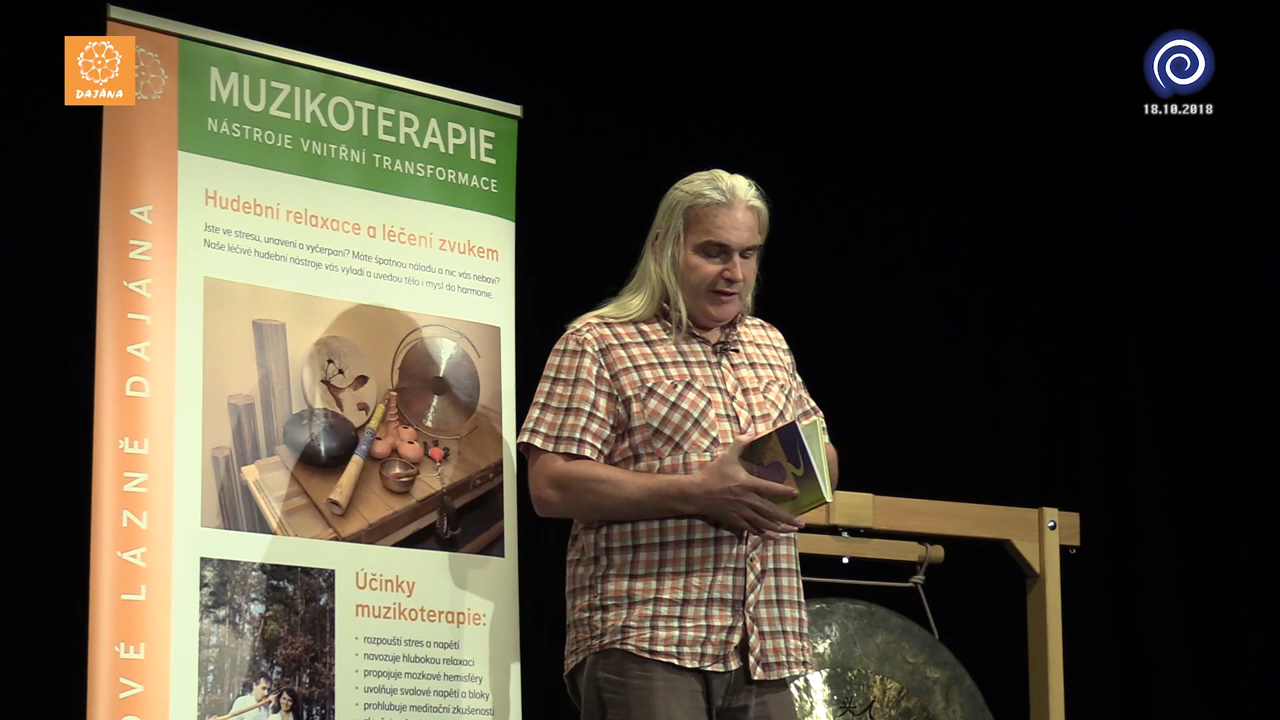 DAJÁNA
18.10.2018
MUZIKOTERAPIE
NÁSTROJE VNITŘNÍ TRANSFORMACE
Hudební relaxace a léčení zvukem
Jste ve stresu, unavení a vyčerpaní? Máte špatnou náladu a nic vás nebaví?
Naše léčivé hudební nástroje vás vyladí a uvedou tělo i mysl do harmonie.
OVÉ LÁZNĚ DAJÁNA
Účinky
muzikoterapie:
• rozpouští stres a napětí
• navozuje hlubokou relaxaci
• propojuje mozkové hemisféry
• uvolňuje svalové napětí a bloky
• prohlubuje meditační zkušenosti